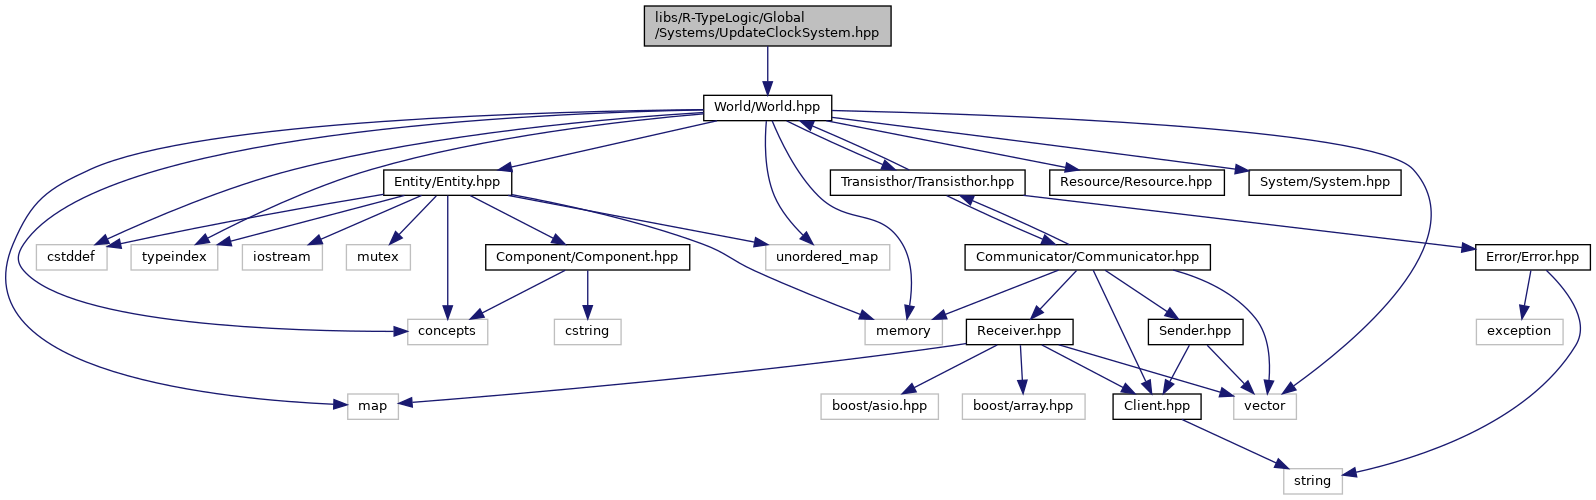 libs/R-TypeLogic/Global
/Systems/UpdateClockSystem.hpp
World/World.hpp
Entity/Entity.hpp
Transisthor/Transisthor.hpp
Resource/Resource.hpp
System/System.hpp
cstddef
typeindex
iostream
mutex
Component/Component.hpp
unordered_map
Communicator/Communicator.hpp
Error/Error.hpp
concepts
cstring
memory
Receiver.hpp
Sender.hpp
exception
map
boost/asio.hpp
boost/array.hpp
Client.hpp
vector
string